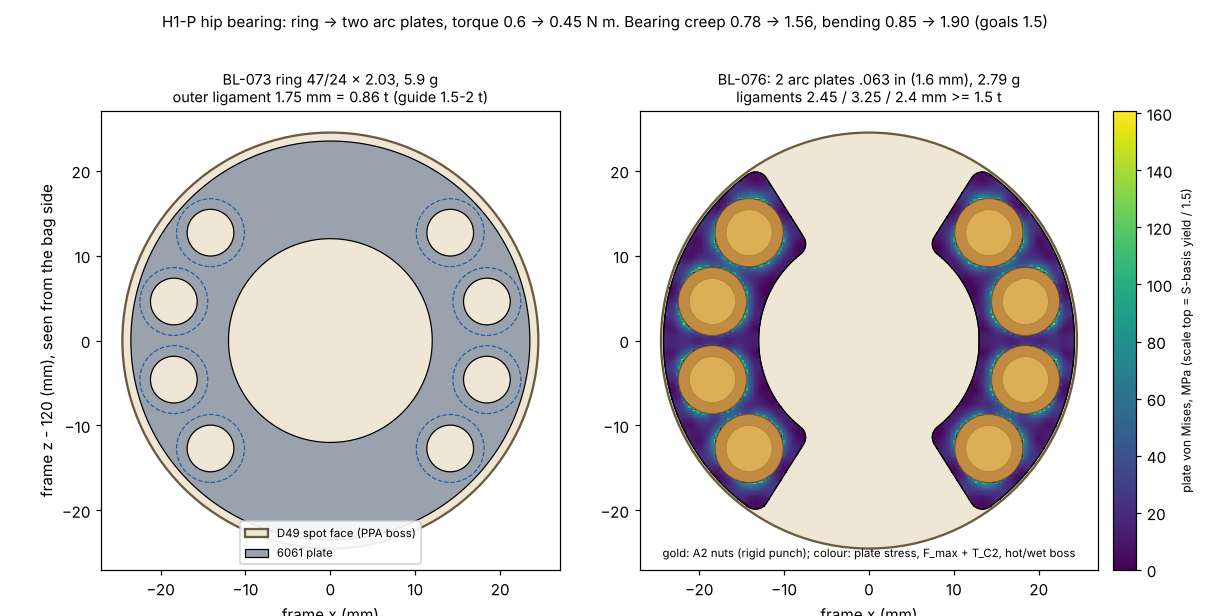 H1-P hip bearing: ring → two arc plates, torque 0.6 → 0.45 N m. Bearing creep 0.78 → 1.56, bending 0.85 → 1.90 (goals 1.5)
BL-073 ring 47/24 × 2.03, 5.9 g
outer ligament 1.75 mm = 0.86 t (guide 1.5-2 t)
frame z - 120 (mm), seen from the bag side
20
10
0
−10
−20
D49 spot face (PPA boss)
6061 plate
−20
−10
0
10
20
frame x (mm)
BL-076: 2 arc plates .063 in (1.6 mm), 2.79 g
ligaments 2.45 / 3.25 / 2.4 mm >= 1.5 t
20
10
0
−10
−20
gold: A2 nuts (rigid punch); colour: plate stress, F_max + T_C2, hot/wet boss
−20
−10
0
10
20
frame x (mm)
160
140
120
100
80
60
40
20
0
plate von Mises, MPa (scale top = S-basis yield / 1.5)